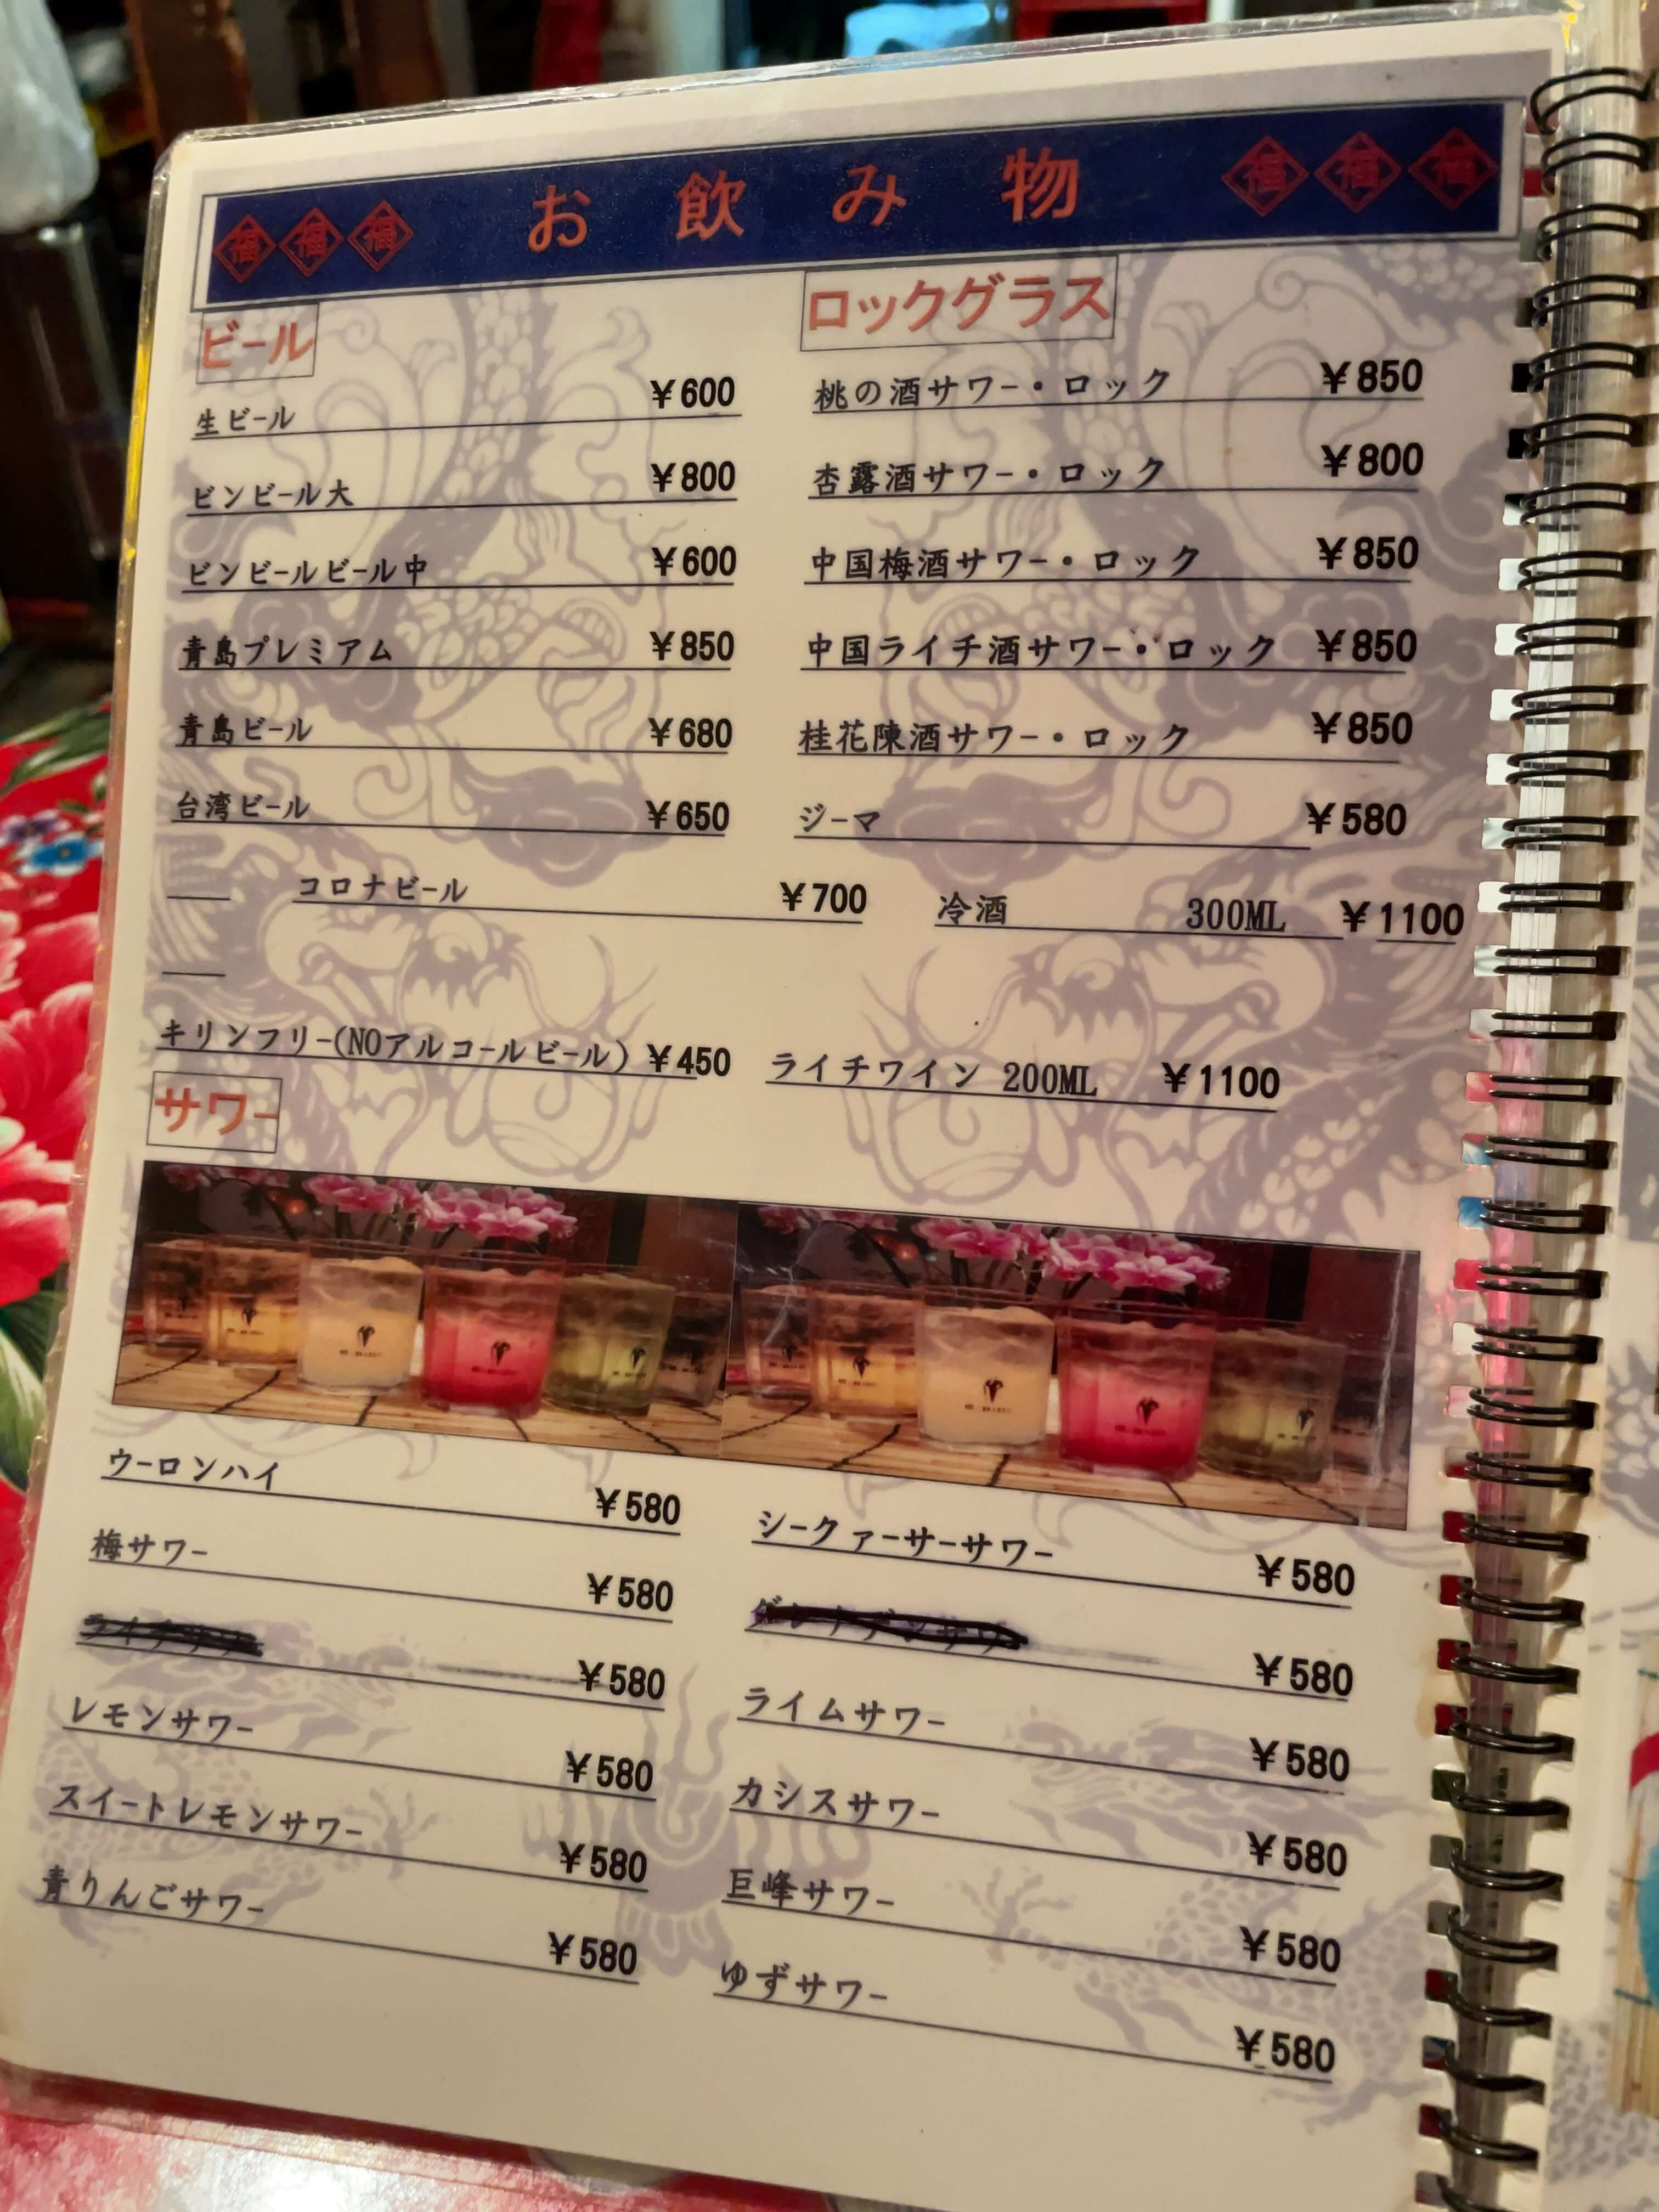 福 福 福 お飲み物 福 福 福
ビール
生ビール ￥600
ビンビール大 ￥800
ビンビールビール中 ￥600
青島プレミアム ￥850
青島ビール ￥680
台湾ビール ￥650
コロナビール ￥700
キリンフリー(NOアルコールビール) ￥450
ロックグラス
桃の酒サワー・ロック ￥850
杏露酒サワー・ロック ￥800
中国梅酒サワー・ロック ￥850
中国ライチ酒サワー・ロック ￥850
桂花陳酒サワー・ロック ￥850
ジーマ ￥580
冷酒 300ML ￥1100
ライチワイン 200ML ￥1100
サワー
ウーロンハイ ￥580
梅サワー ￥580
￥580
レモンサワー ￥580
スイートレモンサワー ￥580
青りんごサワー ￥580
シークァーサーサワー ￥580
￥580
ライムサワー ￥580
カシスサワー ￥580
巨峰サワー ￥580
ゆずサワー ￥580